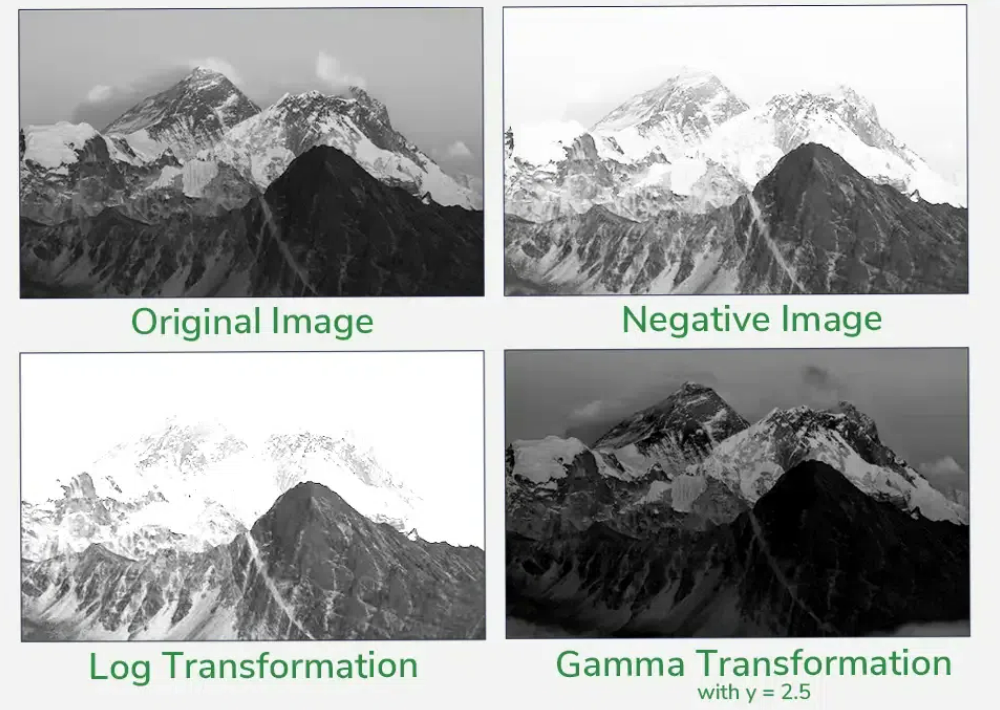 Original Image
Negative Image
Log Transformation
Gamma Transformation
with y = 2.5